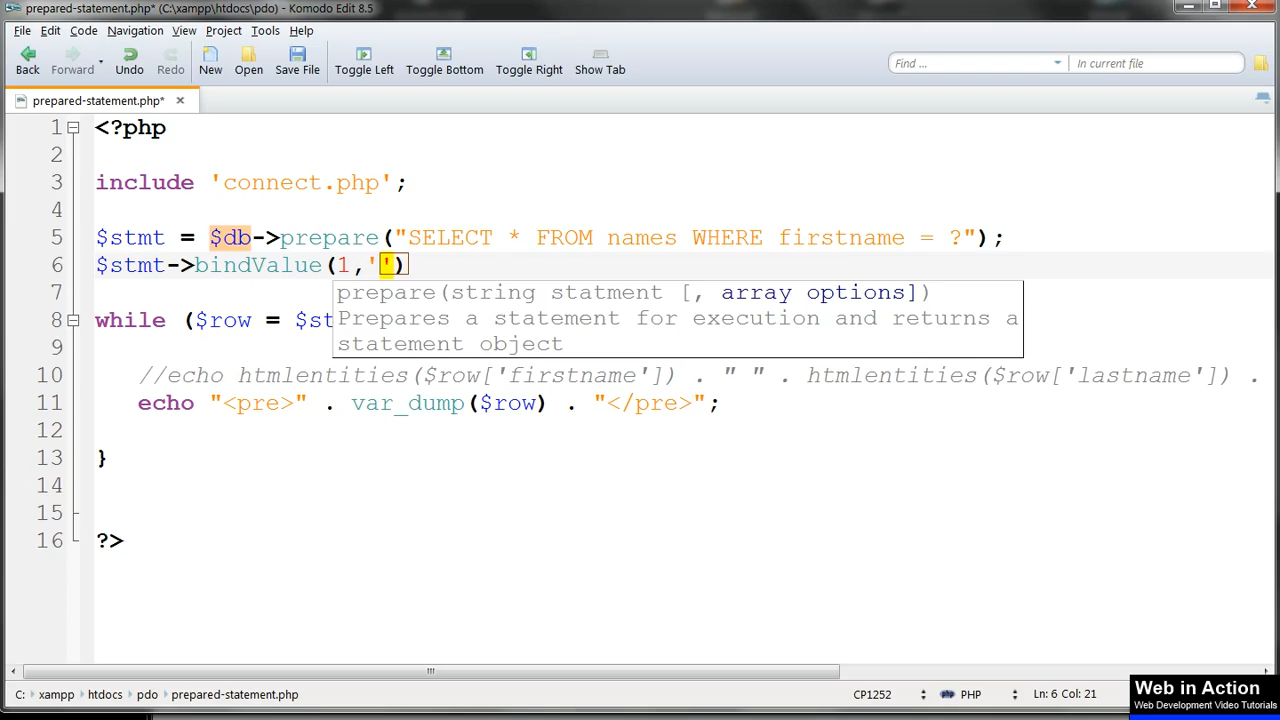 prepared-statement.php* (C:\xampp\htdocs\pdo) - Komodo Edit 8.5
File Edit Code Navigation View Project Tools Help
Back Forward Undo Redo New Open Save File Toggle Left Toggle Bottom Toggle Right Show Tab Find ... In current file
prepared-statement.php*
1 <?php
2
3 include 'connect.php';
4
5 $stmt = $db->prepare("SELECT * FROM names WHERE firstname = ?");
6 $stmt->bindValue(1,'')
7 prepare(string statment [, array options])
8 while ($row = $st Prepares a statement for execution and returns a
9 statement object
10 //echo htmlentities($row['firstname']) . " " . htmlentities($row['lastname']) .
11 echo "<pre>" . var_dump($row) . "</pre>";
12
13 }
14
15
16 ?>
C: xampp htdocs pdo prepared-statement.php CP1252 PHP Ln: 6 Col: 21
Web in Action
Web Development Video Tutorials